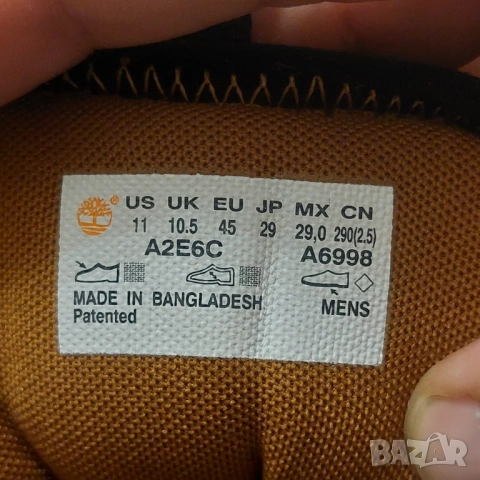 ® US UK EU JP MX CN
11 10.5 45 29 29,0 290(2.5)
A2E6C A6998
MADE IN BANGLADESH MENS
Patented
BAZAR